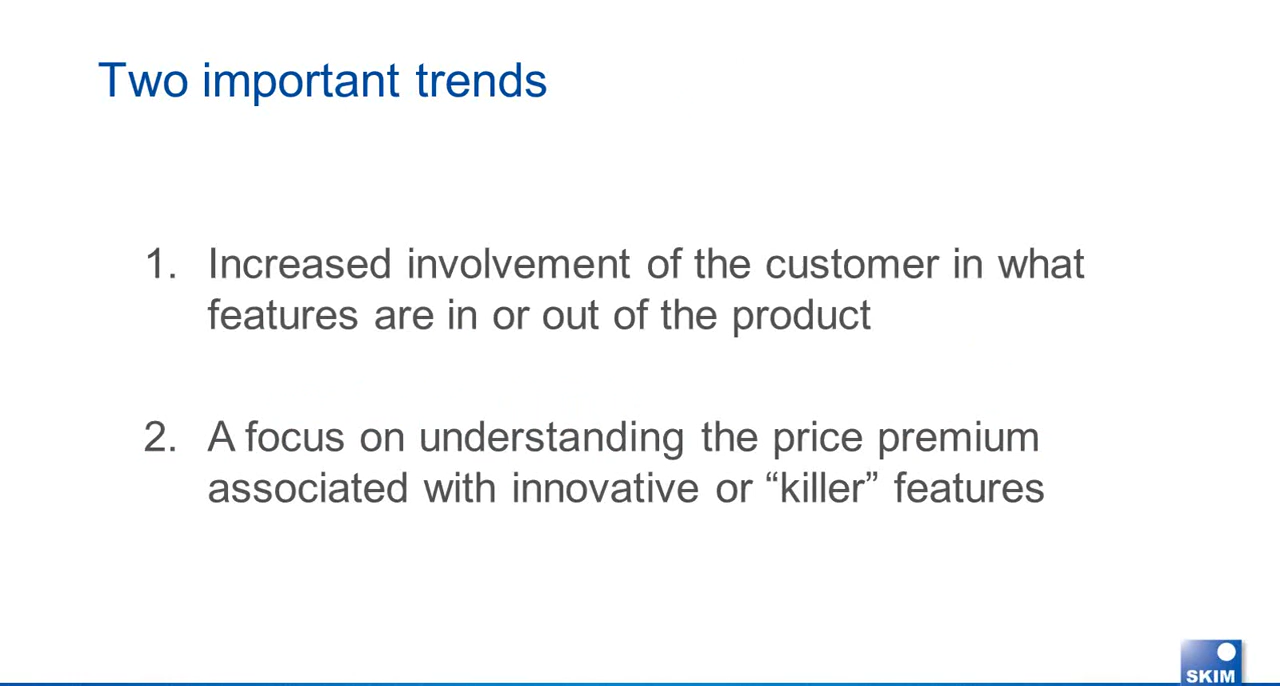 Two important trends
1. Increased involvement of the customer in what
features are in or out of the product
2. A focus on understanding the price premium
associated with innovative or “killer” features
SKIM